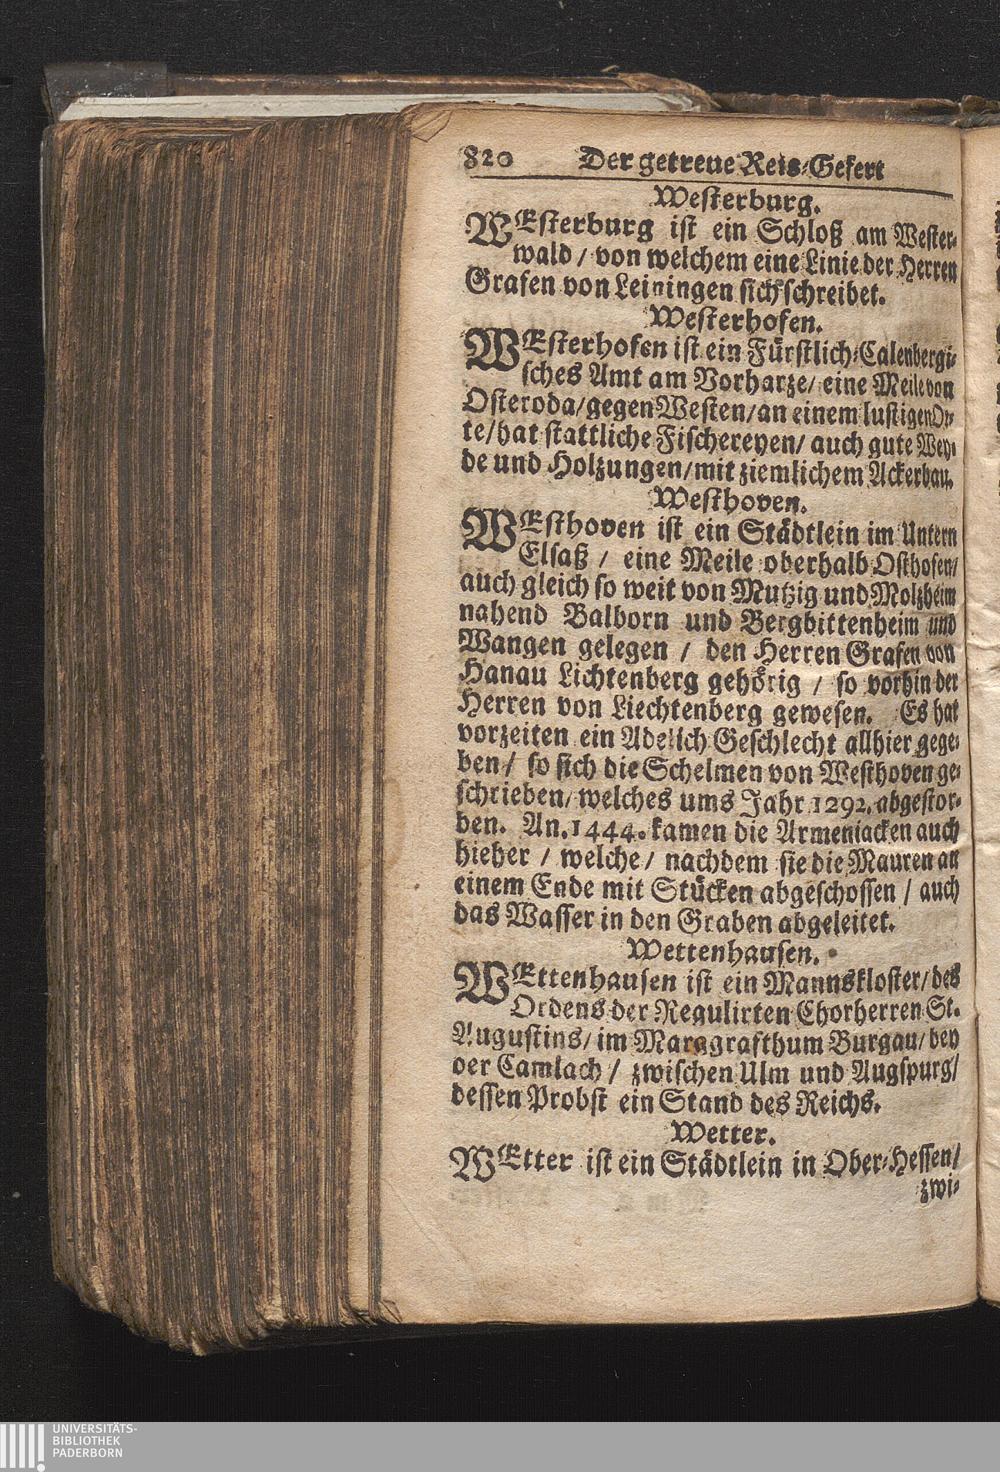 820 Der getreue Reis-Gefert
Westerburg.
WEsterburg ist ein Schloß am Wester-
wald / von welchem eine Linie der Herren
Grafen von Leiningen sich schreibet.
Westerhofen.
WEsterhofen ist ein Fürstlich-Calenbergi-
sches Amt am Vorharze / eine Meile von
Osteroda / gegen Westen / an einem lustigen Or-
te / hat stattliche Fischereyen / auch gute Wey-
de und Holzungen / mit ziemlichem Ackerbau.
Westhoven.
WEsthoven ist ein Städtlein im Untern
Elsaß / eine Meile oberhalb Osthofen /
auch gleich so weit von Mutzig und Molzheim
nahend Balborn und Bergbittenheim und
Wangen gelegen / den Herren Grafen von
Hanau Lichtenberg gehörig / so vorhin der
Herren von Liechtenberg gewesen. Es hat
vorzeiten ein Adelich Geschlecht allhier gege-
ben / so sich die Schelmen von Westhoven ge-
schrieben / welches ums Jahr 1292. abgestor-
ben. An. 1444. kamen die Armeniacken auch
hieher / welche / nachdem sie die Mauren an
einem Ende mit Stücken abgeschossen / auch
das Wasser in den Graben abgeleitet.
Wettenhausen.
WEttenhausen ist ein Mannskloster / des
Ordens der Regulirten Chorherren St.
Augustins / im Marggrafthum Burgau / bey
der Camlach / zwischen Ulm und Augspurg /
dessen Probst ein Stand des Reichs.
Wetter.
WEtter ist ein Städtlein in Ober-Hessen /
zwi-
UNIVERSITÄTS-
BIBLIOTHEK
PADERBORN